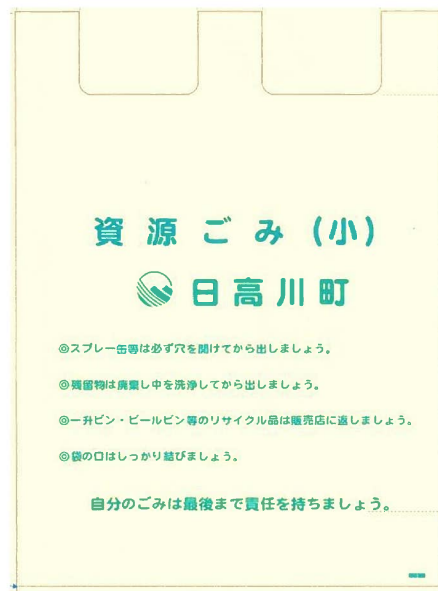 資源ごみ(小)
日高川町
◎スプレー缶等は必ず穴を開けてから出しましょう。
◎残留物は廃棄し中を洗浄してから出しましょう。
◎一升ビン・ビールビン等のリサイクル品は販売店に返しましょう。
◎袋の口はしっかり結びましょう。
自分のごみは最後まで責任を持ちましょう。